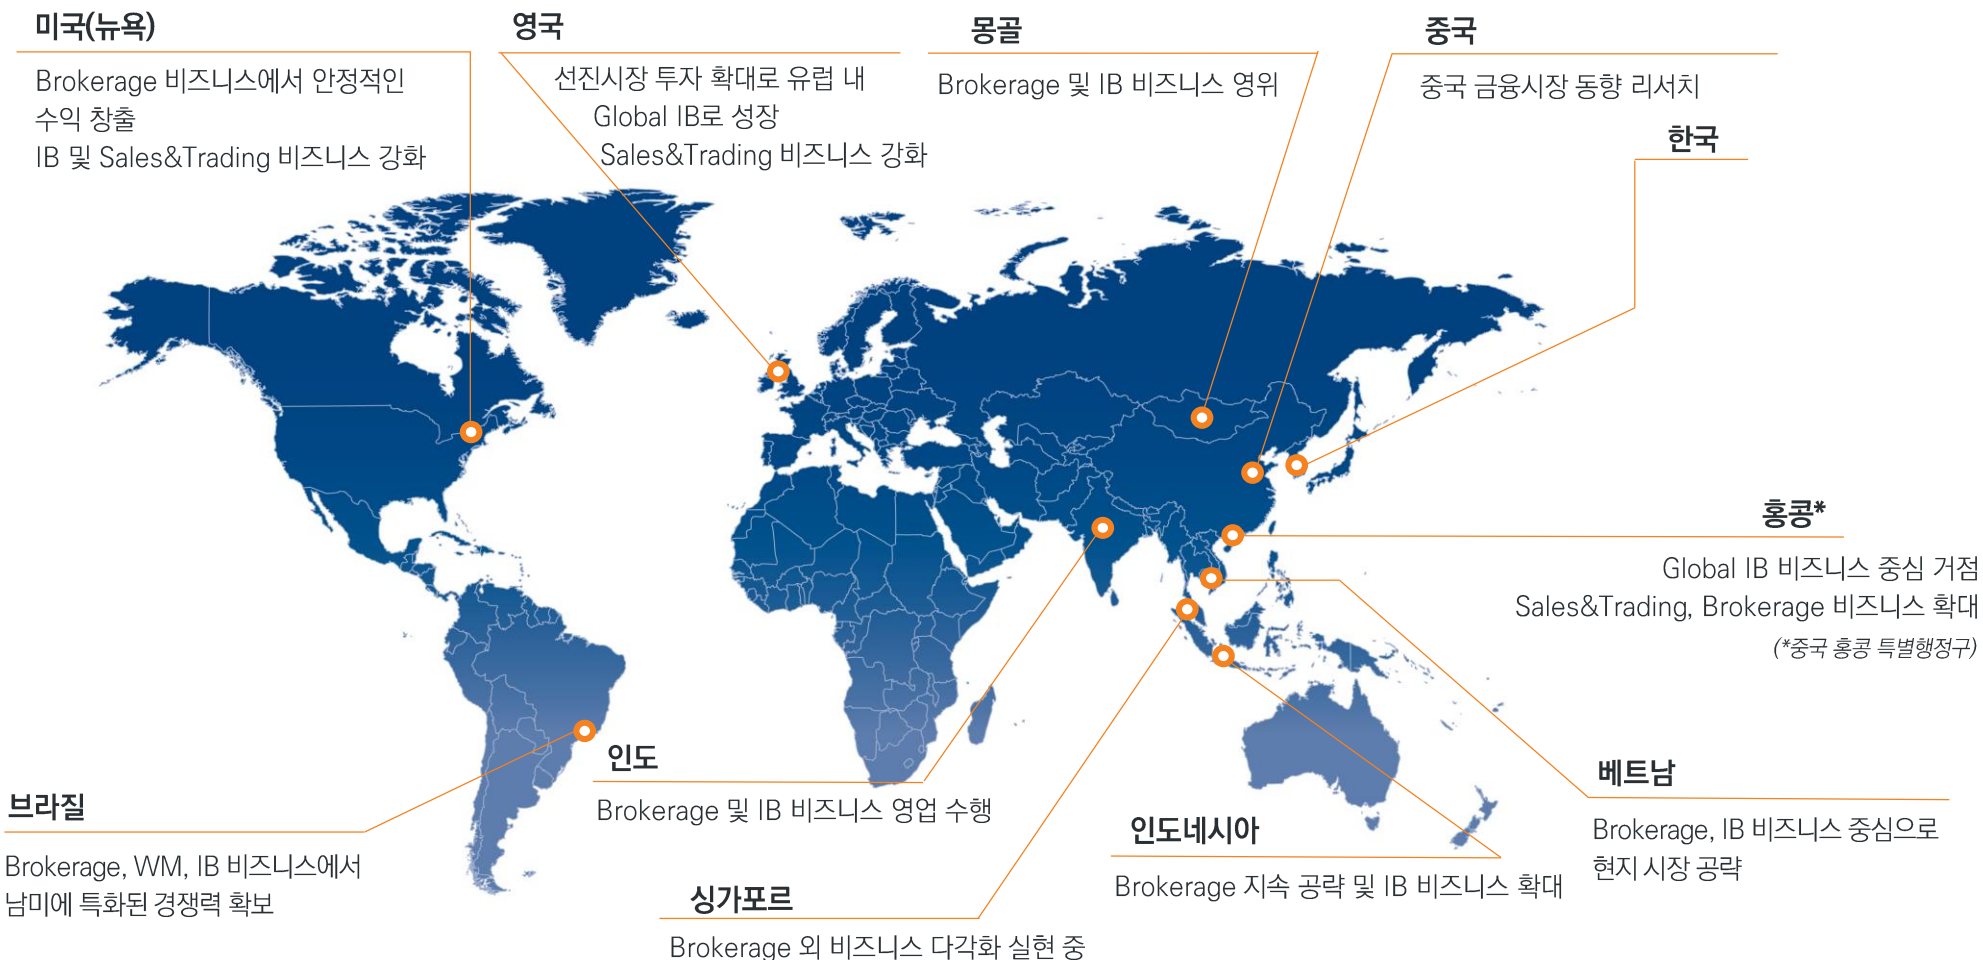 미국(뉴욕)
Brokerage 비즈니스에서 안정적인
수익 창출
IB 및 Sales&Trading 비즈니스 강화
영국
선진시장 투자 확대로 유럽 내
Global IB로 성장
Sales&Trading 비즈니스 강화
몽골
Brokerage 및 IB 비즈니스 영위
중국
중국 금융시장 동향 리서치
한국
홍콩*
Global IB 비즈니스 중심 거점
Sales&Trading, Brokerage 비즈니스 확대
(*중국 홍콩 특별행정구)
브라질
Brokerage, WM, IB 비즈니스에서
남미에 특화된 경쟁력 확보
인도
Brokerage 및 IB 비즈니스 영업 수행
싱가포르
Brokerage 외 비즈니스 다각화 실현 중
인도네시아
Brokerage 지속 공략 및 IB 비즈니스 확대
베트남
Brokerage, IB 비즈니스 중심으로
현지 시장 공략